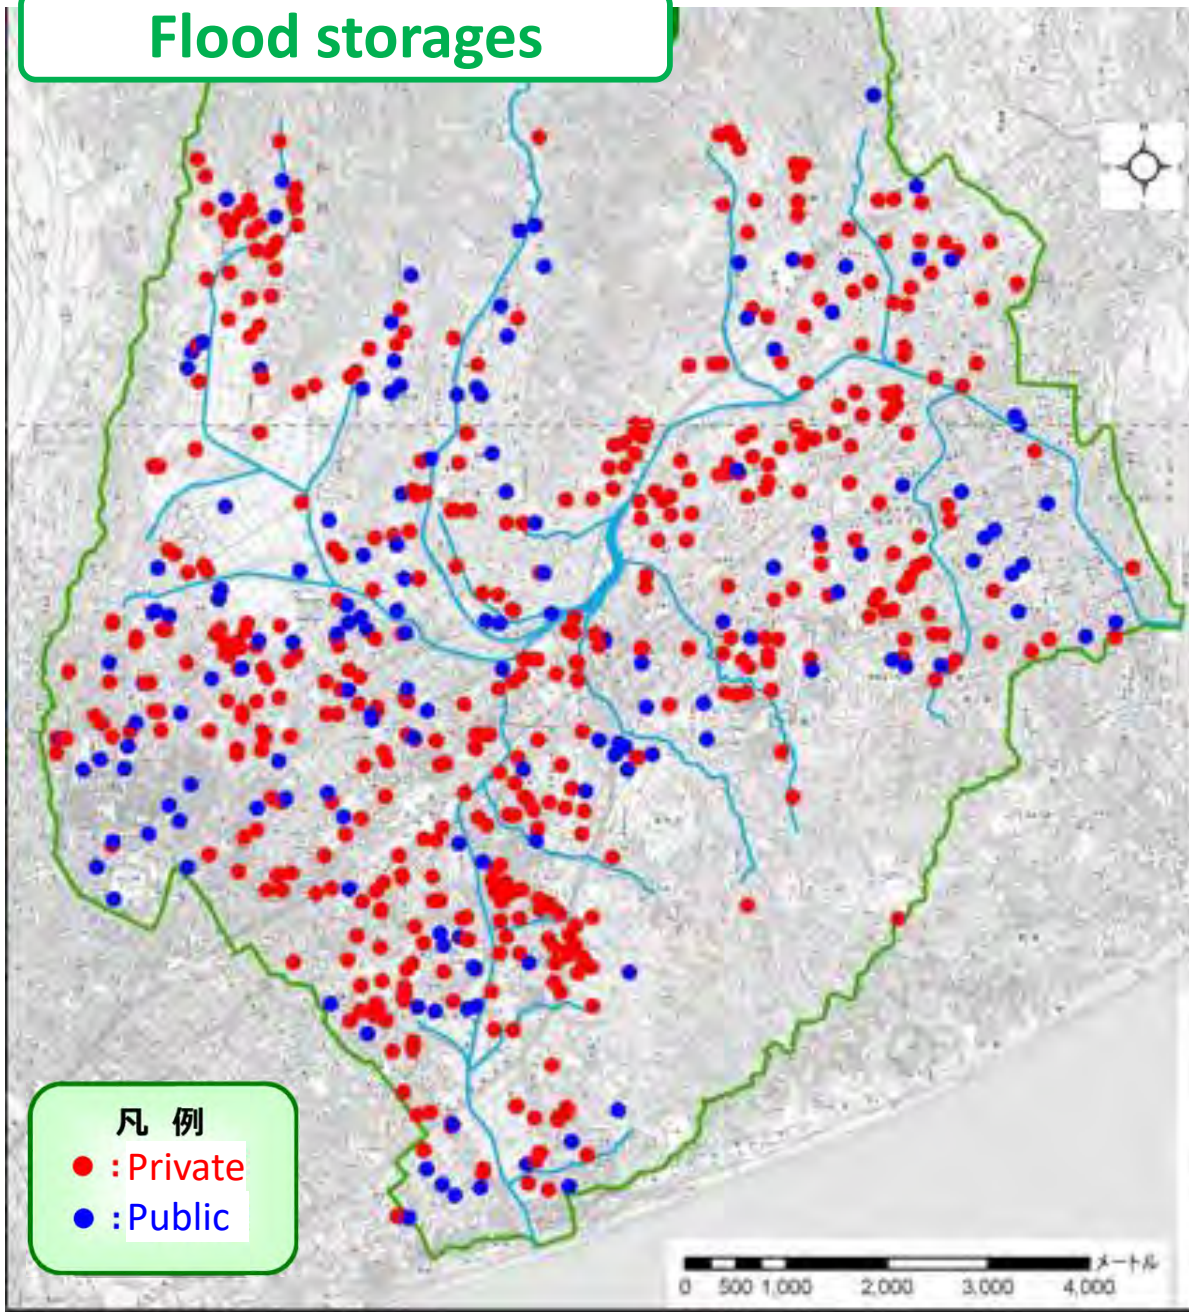 Flood storages
N
凡 例
: Private
: Public
メートル
0 500 1,000 2,000 3,000 4,000